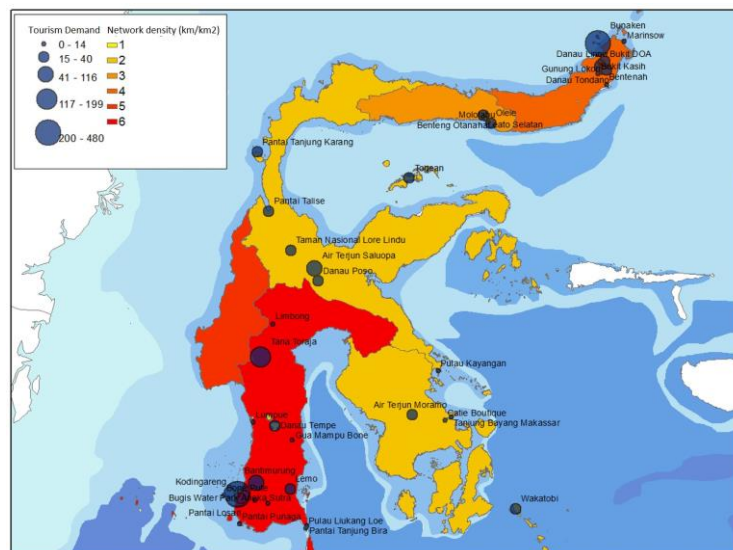 Tourism Demand
0 - 14
15 - 40
41 - 116
117 - 199
200 - 480
Network density (km/km2)
1
2
3
4
5
6
Bunaken
Marinsow
Danau Linow Bukit DOA
Gunung Lokon Bukit Kasih
Danau Tondano Bentenah
Olele
Benteng Otanaha Leato Selatan
Pantai Tanjung Karang
Togean
Pantai Talise
Taman Nasional Lore Lindu
Air Terjun Saluopa
Danau Poso
Limbong
Tana Toraja
Pulau Kayangan
Air Terjun Moramo
Catie Boutique
Tanjung Bayang Makassar
Lumpue
Danau Tempe
Gua Mampu Bone
Bantimurung
Kodingareng
Lemo
Bugis Water Park
Pantai Losari
Pantai Punaga
Pulau Liukang Loe
Pantai Tanjung Bira
Wakatobi